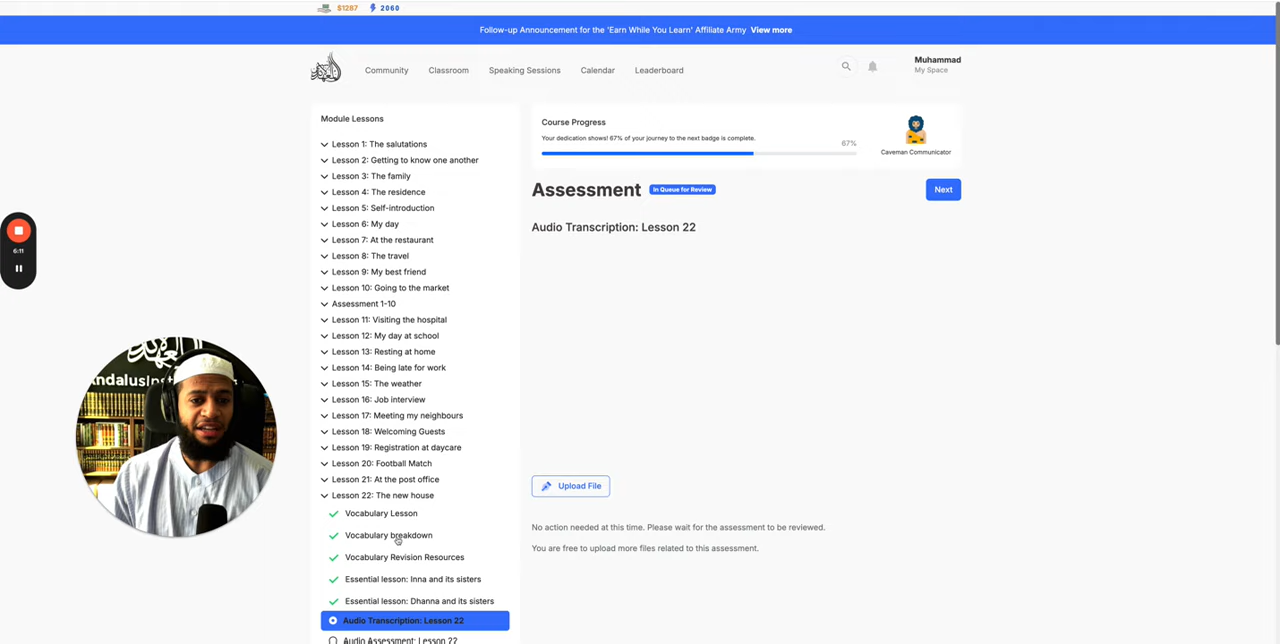 $1287 2060
Follow-up Announcement for the 'Earn While You Learn' Affiliate Army View more
Community Classroom Speaking Sessions Calendar Leaderboard
Muhammad
My Space
Module Lessons
Lesson 1: The salutations
Lesson 2: Getting to know one another
Lesson 3: The family
Lesson 4: The residence
Lesson 5: Self-introduction
Lesson 6: My day
Lesson 7: At the restaurant
Lesson 8: The travel
Lesson 9: My best friend
Lesson 10: Going to the market
Assessment 1-10
Lesson 11: Visiting the hospital
Lesson 12: My day at school
Lesson 13: Resting at home
Lesson 14: Being late for work
Lesson 15: The weather
Lesson 16: Job interview
Lesson 17: Meeting my neighbours
Lesson 18: Welcoming Guests
Lesson 19: Registration at daycare
Lesson 20: Football Match
Lesson 21: At the post office
Lesson 22: The new house
Vocabulary Lesson
Vocabulary breakdown
Vocabulary Revision Resources
Essential lesson: Inna and its sisters
Essential lesson: Dhanna and its sisters
Audio Transcription: Lesson 22
Audio Assessment: Lesson 22
Course Progress
Your dedication shows! 67% of your journey to the next badge is complete.
67%
Caveman Communicator
Assessment In Queue for Review
Next
Audio Transcription: Lesson 22
Upload File
No action needed at this time. Please wait for the assessment to be reviewed.
You are free to upload more files related to this assessment.
6:11